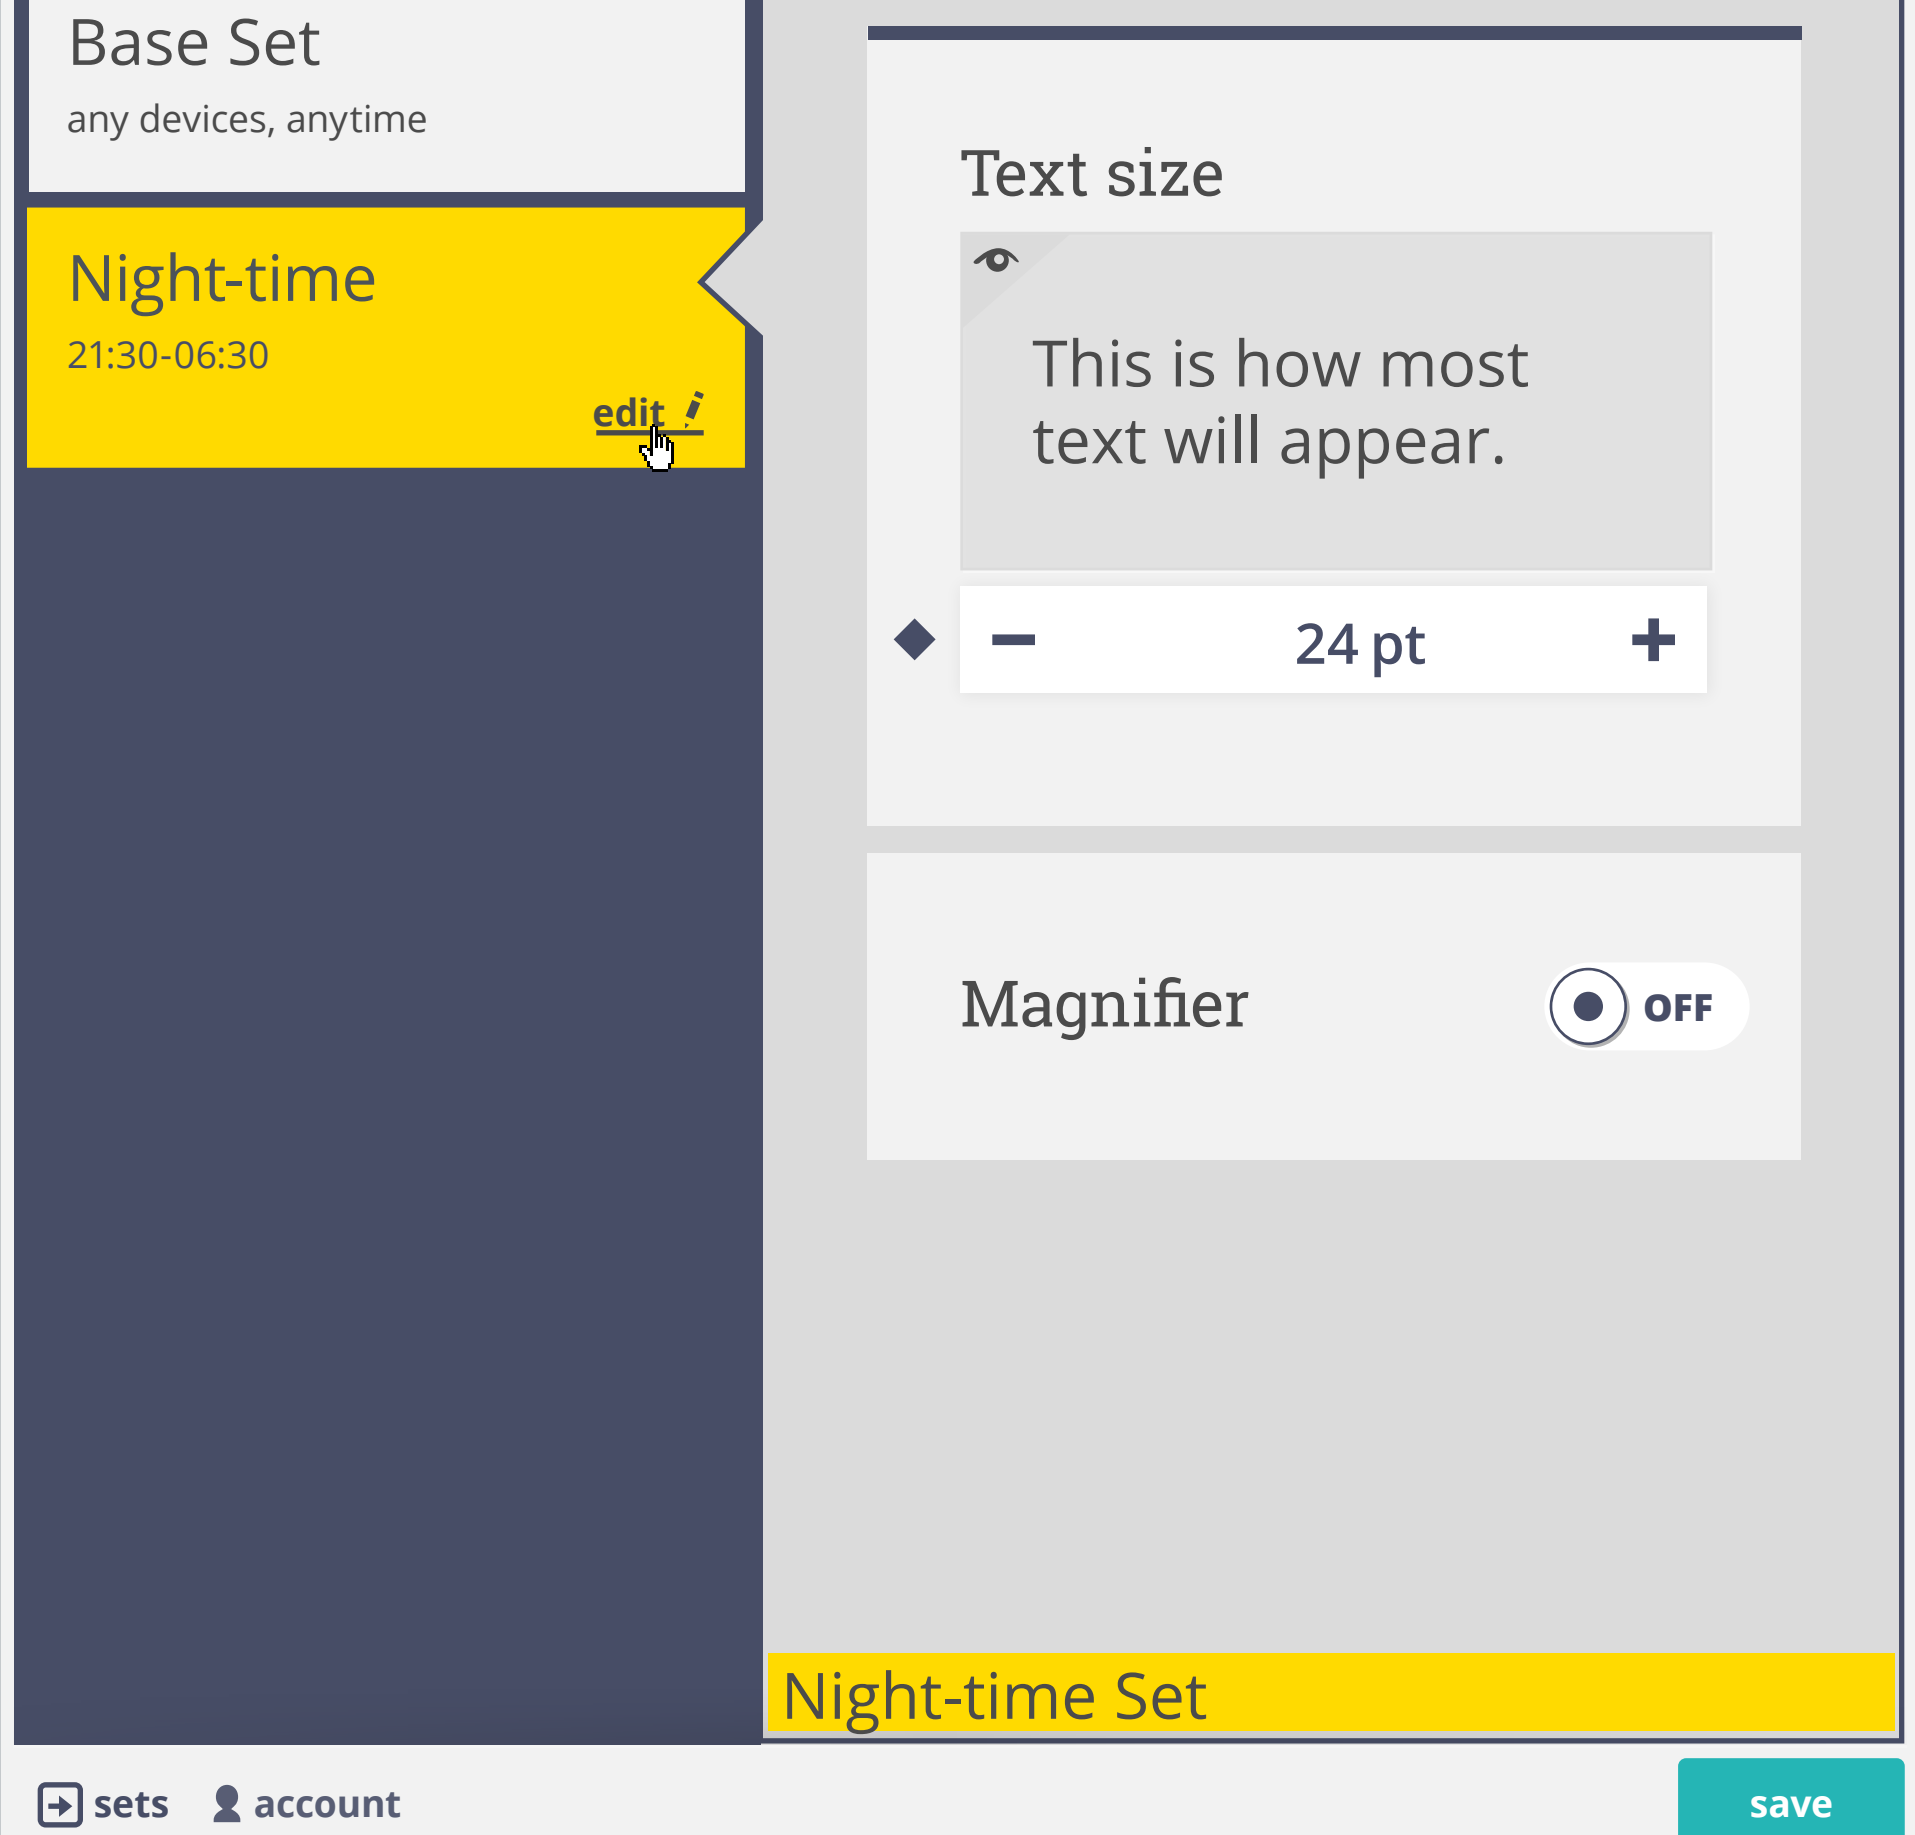 Base Set
any devices, anytime
Night-time
21:30-06:30
edit
Text size
This is how most
text will appear.
24 pt
Magnifier
OFF
Night-time Set
sets
account
save